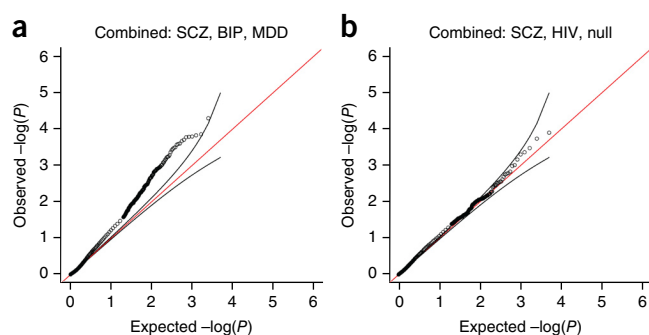 a
Combined: SCZ, BIP, MDD
Observed –log(P)
6
5
4
3
2
1
0
0 1 2 3 4 5 6
Expected –log(P)
b
Combined: SCZ, HIV, null
Observed –log(P)
6
5
4
3
2
1
0
0 1 2 3 4 5 6
Expected –log(P)